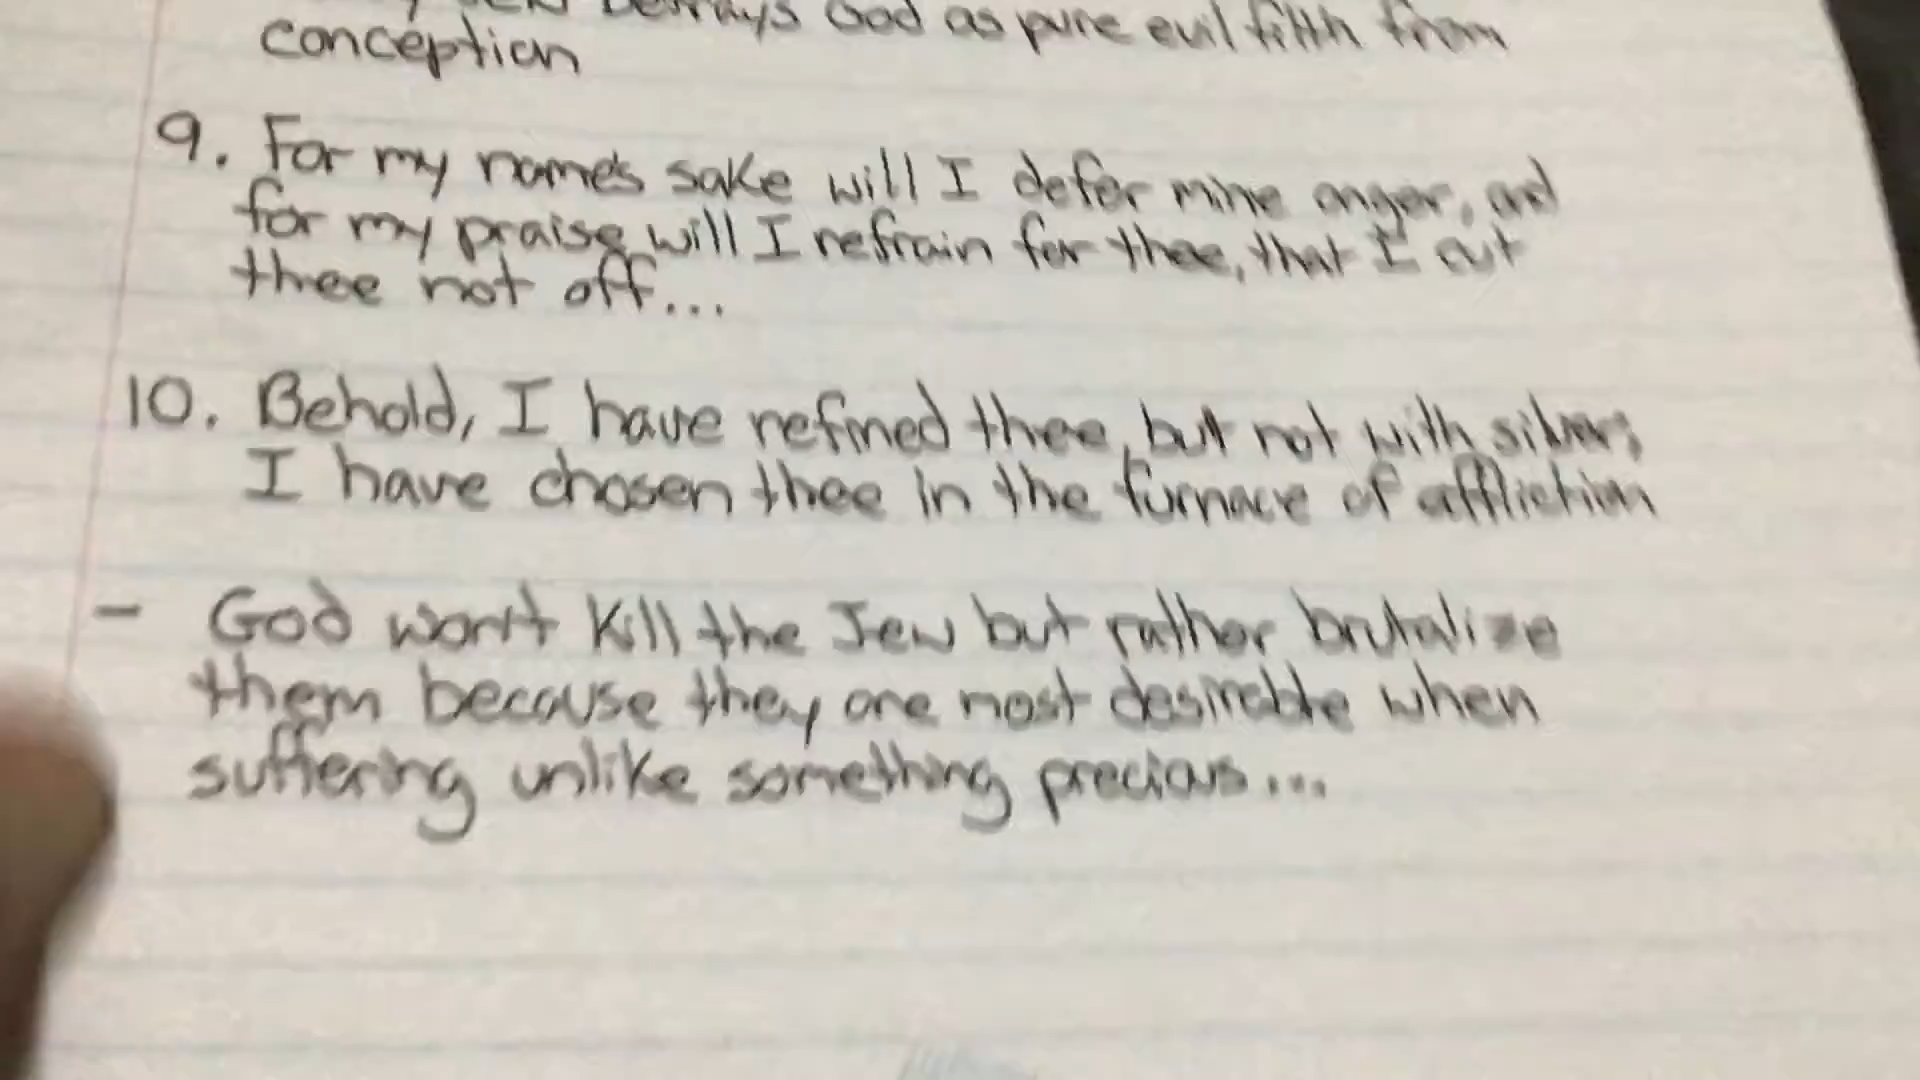 betrays God as pure evil filth from
conception
9. For my name's sake will I defer mine anger, and
for my praise will I refrain for thee, that I cut
thee not off...
10. Behold, I have refined thee, but not with silver;
I have chosen thee in the furnace of affliction
- God won't kill the Jew but rather brutalize
them because they are most desirable when
suffering unlike something precious...